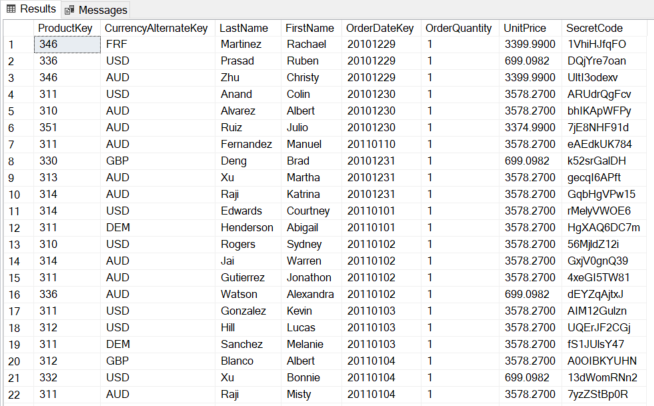 Results Messages
ProductKey CurrencyAlternateKey LastName FirstName OrderDateKey OrderQuantity UnitPrice SecretCode
1 346 FRF Martinez Rachael 20101229 1 3399.9900 1VhiHJfqFO
2 336 USD Prasad Ruben 20101229 1 699.0982 DQjYre7oan
3 346 AUD Zhu Christy 20101229 1 3399.9900 UltI3odexv
4 311 USD Anand Colin 20101230 1 3578.2700 ARUdrQgFcv
5 310 AUD Alvarez Albert 20101230 1 3578.2700 bhIKApWFPy
6 351 AUD Ruiz Julio 20101230 1 3374.9900 7jE8NHF91d
7 311 AUD Fernandez Manuel 20110110 1 3578.2700 eAEdkUK784
8 330 GBP Deng Brad 20101231 1 699.0982 k52srGalDH
9 313 AUD Xu Martha 20101231 1 3578.2700 gecqI6APft
10 314 AUD Raji Katrina 20101231 1 3578.2700 GqbHgVPw15
11 314 USD Edwards Courtney 20110101 1 3578.2700 rMelyVWOE6
12 311 DEM Henderson Abigail 20110101 1 3578.2700 HgXAQ6DC7m
13 310 USD Rogers Sydney 20110102 1 3578.2700 56MjldZ12i
14 314 AUD Jai Warren 20110102 1 3578.2700 GxjV0gnQ39
15 311 AUD Gutierrez Jonathon 20110102 1 3578.2700 4xeGI5TW81
16 336 AUD Watson Alexandra 20110102 1 699.0982 dEYZqAjtxJ
17 311 USD Gonzalez Kevin 20110103 1 3578.2700 AIM12Gulzn
18 312 USD Hill Lucas 20110103 1 3578.2700 UQErJF2CGj
19 311 DEM Sanchez Melanie 20110103 1 3578.2700 fS1JUlsY47
20 312 GBP Blanco Albert 20110104 1 3578.2700 A0OIBKYUHN
21 332 USD Xu Bonnie 20110104 1 699.0982 13dWomRNn2
22 311 AUD Raji Misty 20110104 1 3578.2700 7yzZStBp0R